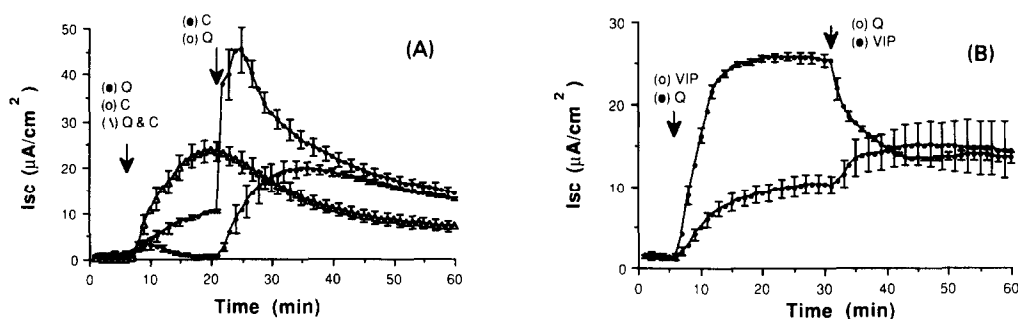 (A)
(●) C
(○) Q
(●) Q
(○) C
(△) Q & C
50
40
30
20
10
0
Isc (μA/cm²)
0 10 20 30 40 50 60
Time (min)
(B)
(○) Q
(●) VIP
(○) VIP
(●) Q
30
20
10
0
Isc (μA/cm²)
0 10 20 30 40 50 60
Time (min)